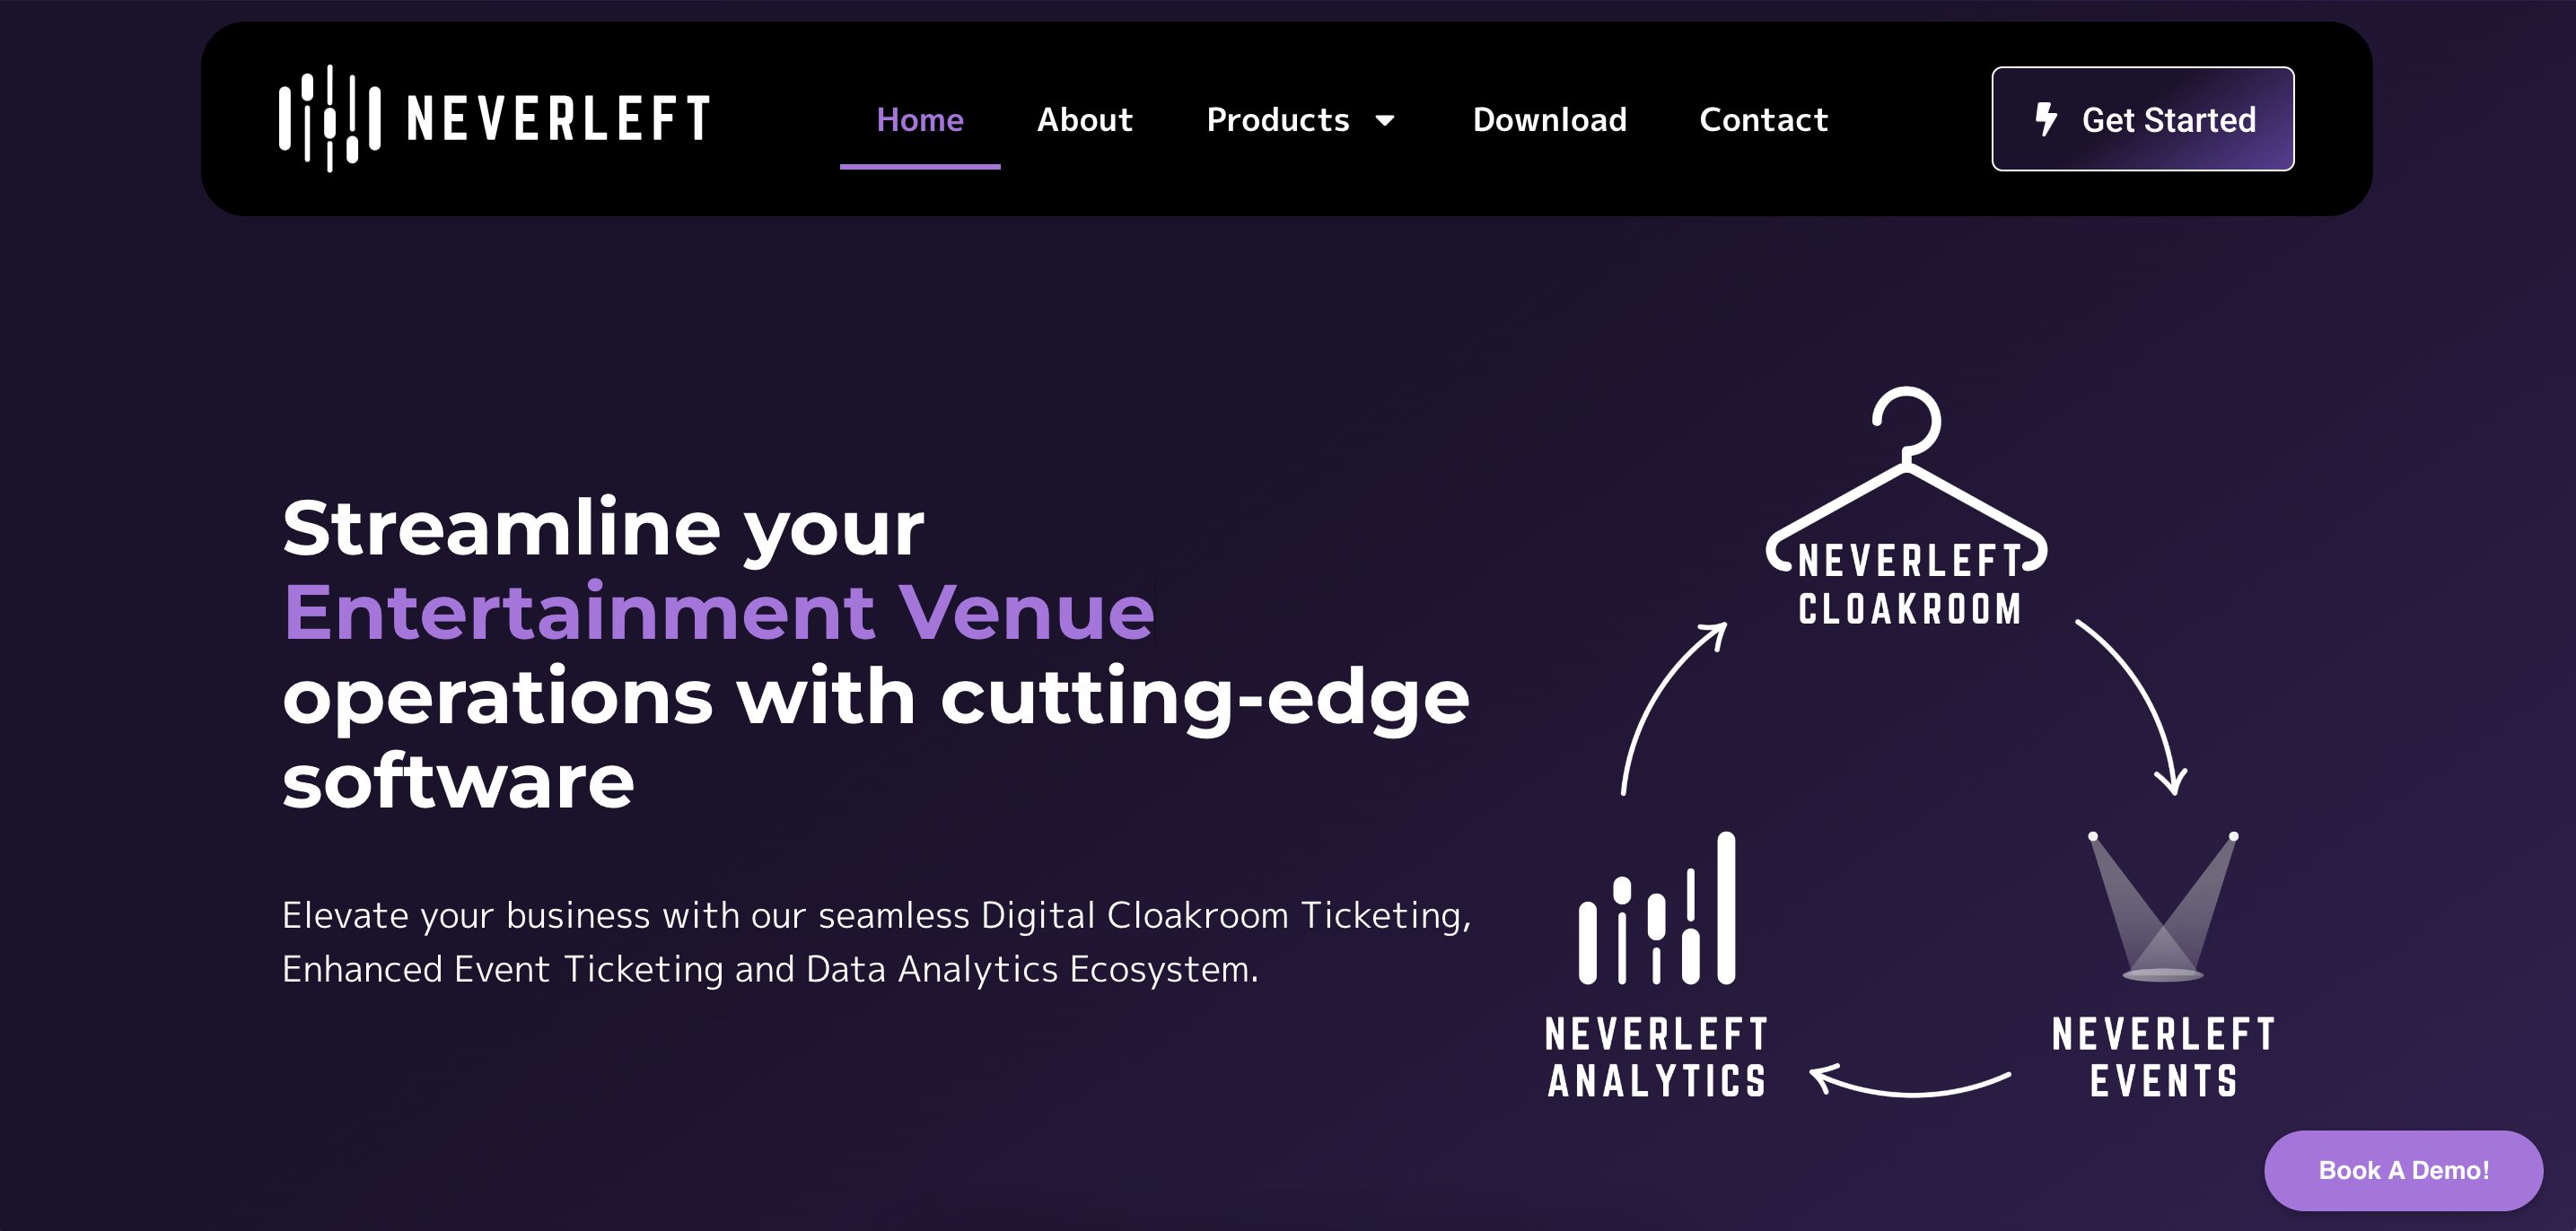 NEVERLEFT
Home
About
Products
Download
Contact
Get Started
Streamline your
Entertainment Venue
operations with cutting-edge
software
Elevate your business with our seamless Digital Cloakroom Ticketing,
Enhanced Event Ticketing and Data Analytics Ecosystem.
NEVERLEFT
CLOAKROOM
NEVERLEFT
ANALYTICS
NEVERLEFT
EVENTS
Book A Demo!